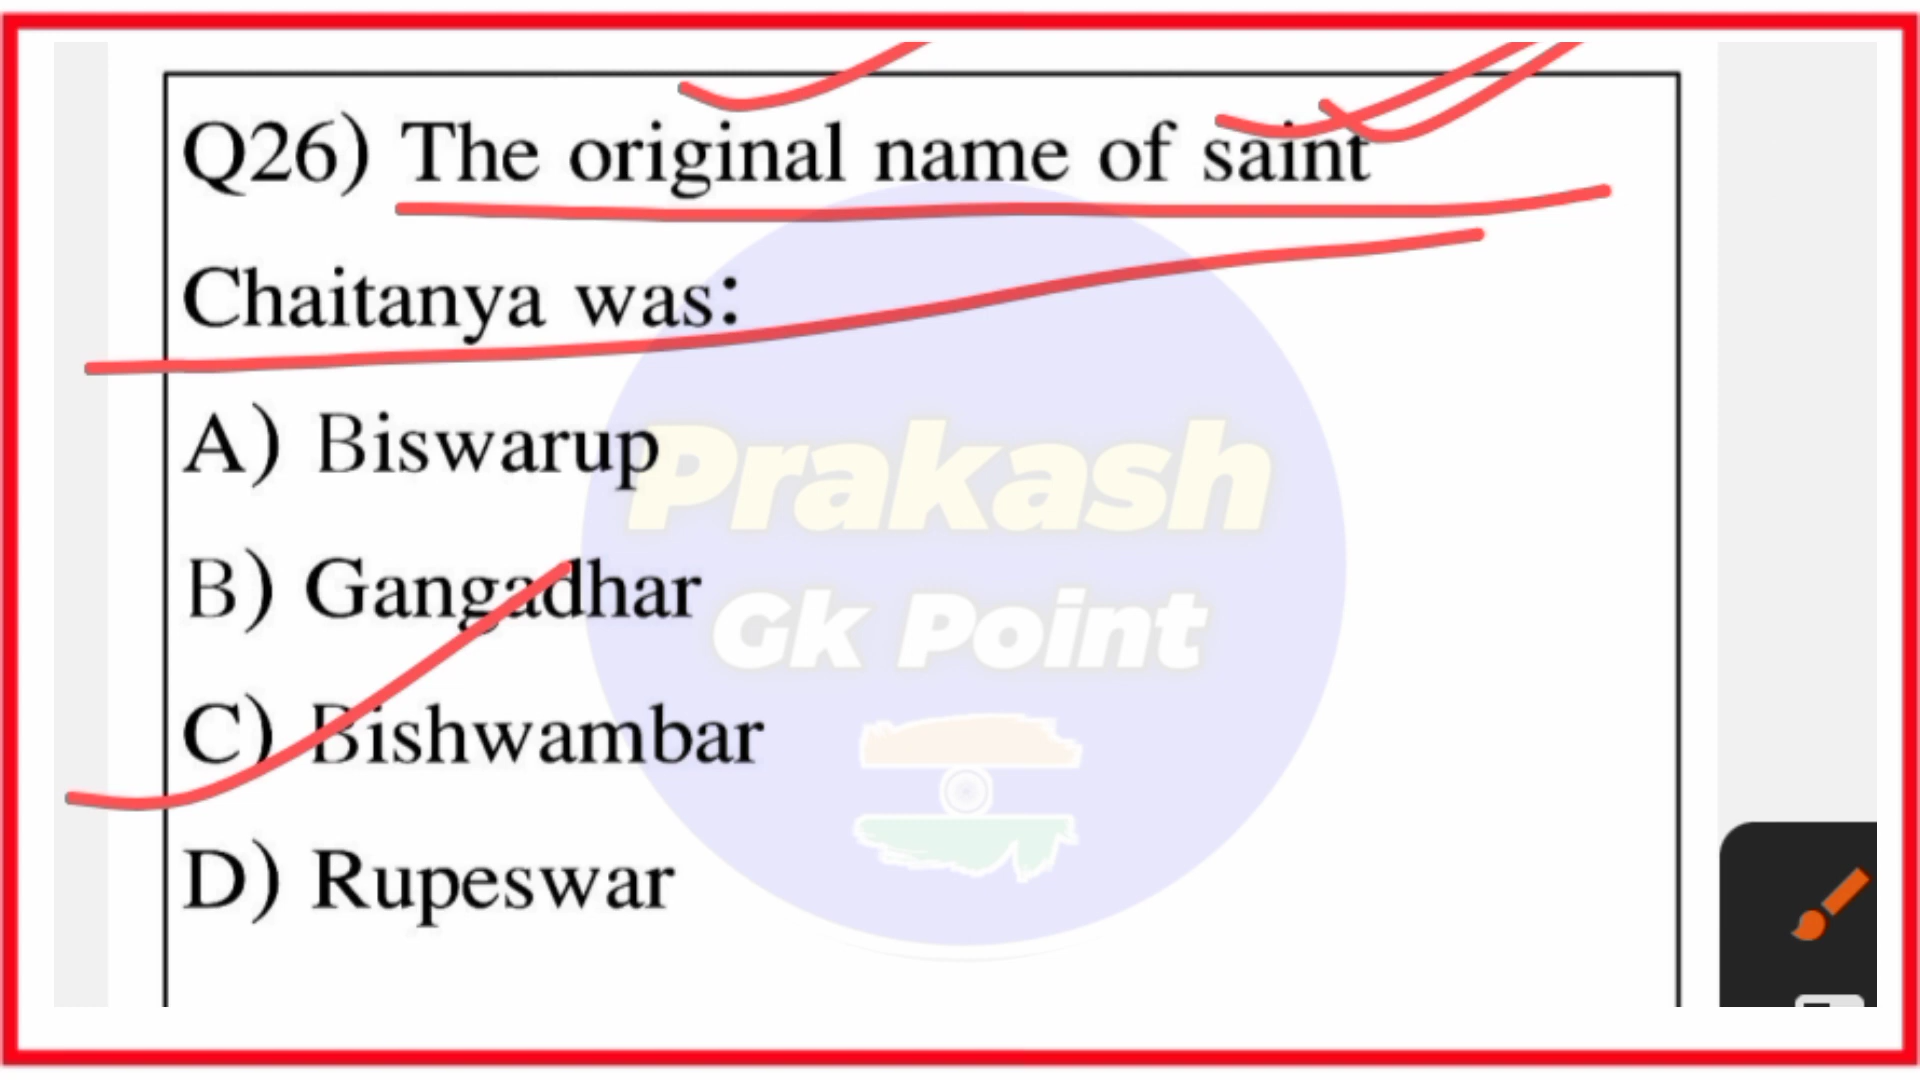 Q26) The original name of saint
Chaitanya was:
A) Biswarup
B) Gangadhar
C) Bishwambar
D) Rupeswar
Prakash
Gk Point